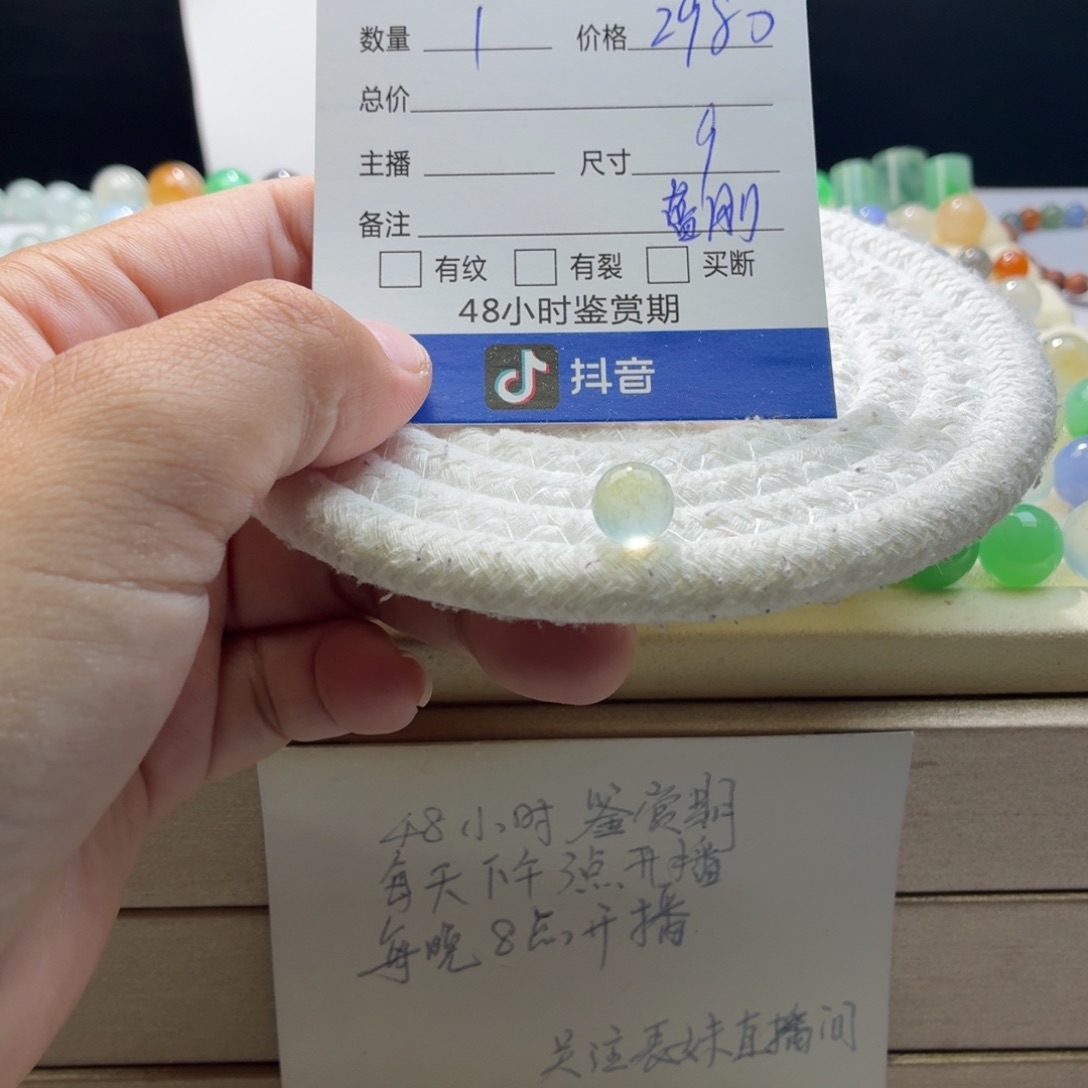 数量 1 价格 2980
总价
主播 尺寸 9
备注 蓝刚
有纹 有裂 买断
48小时鉴赏期
抖音
48小时鉴赏期
每天下午3点开播
每晚8点开播
关注表妹直播间